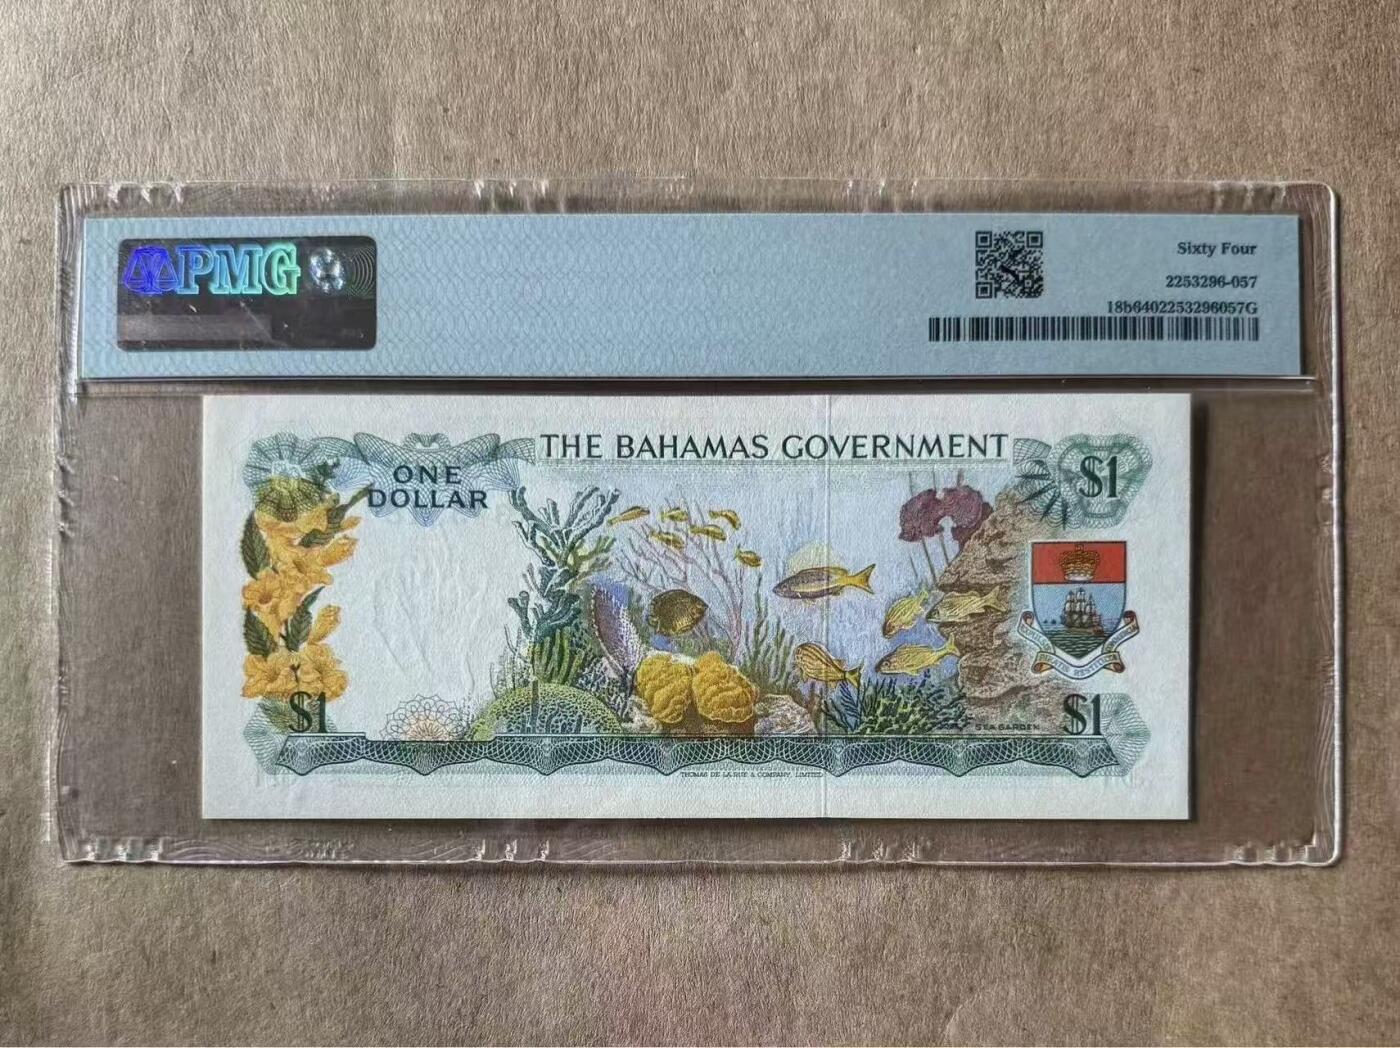 PMG
Sixty Four
2253296-057
18b6402253296057G
THE BAHAMAS GOVERNMENT
ONE
DOLLAR
$1
$1
SEA GARDEN
$1
THOMAS DE LA RUE & COMPANY, LIMITED